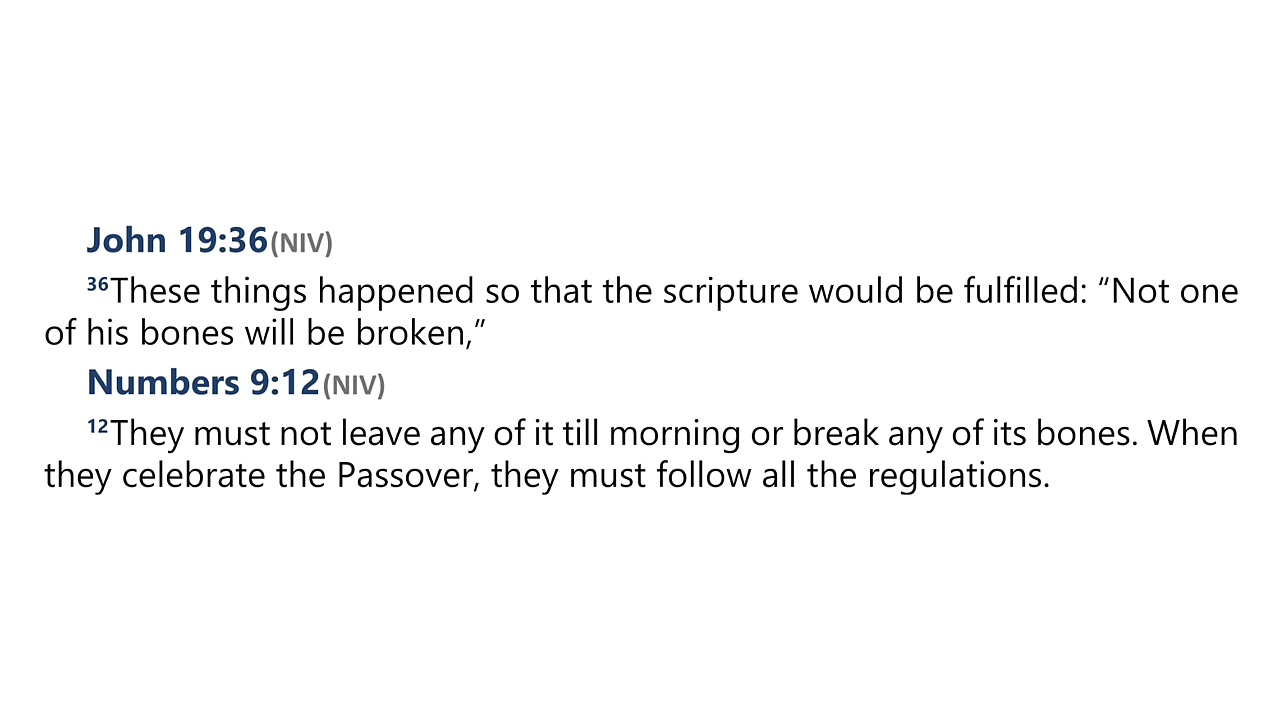 John 19:36(NIV)
36These things happened so that the scripture would be fulfilled: “Not one
of his bones will be broken,”
Numbers 9:12(NIV)
12They must not leave any of it till morning or break any of its bones. When
they celebrate the Passover, they must follow all the regulations.